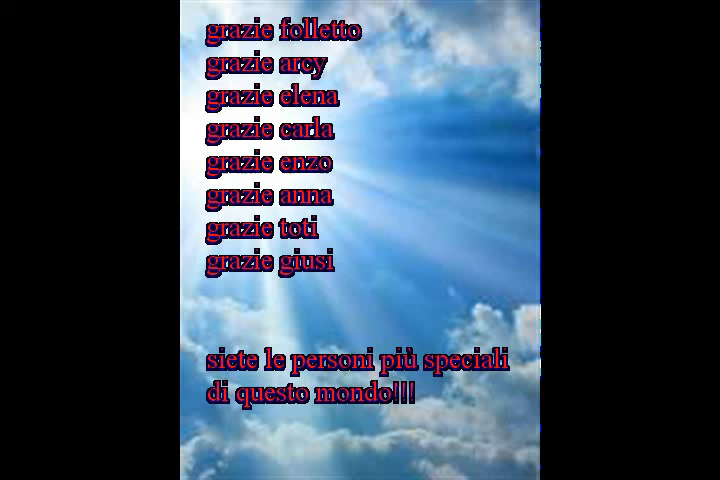 grazie folletto
grazie arcy
grazie elena
grazie carla
grazie enzo
grazie anna
grazie toti
grazie giusi
siete le personi più speciali
di questo mondo!!!